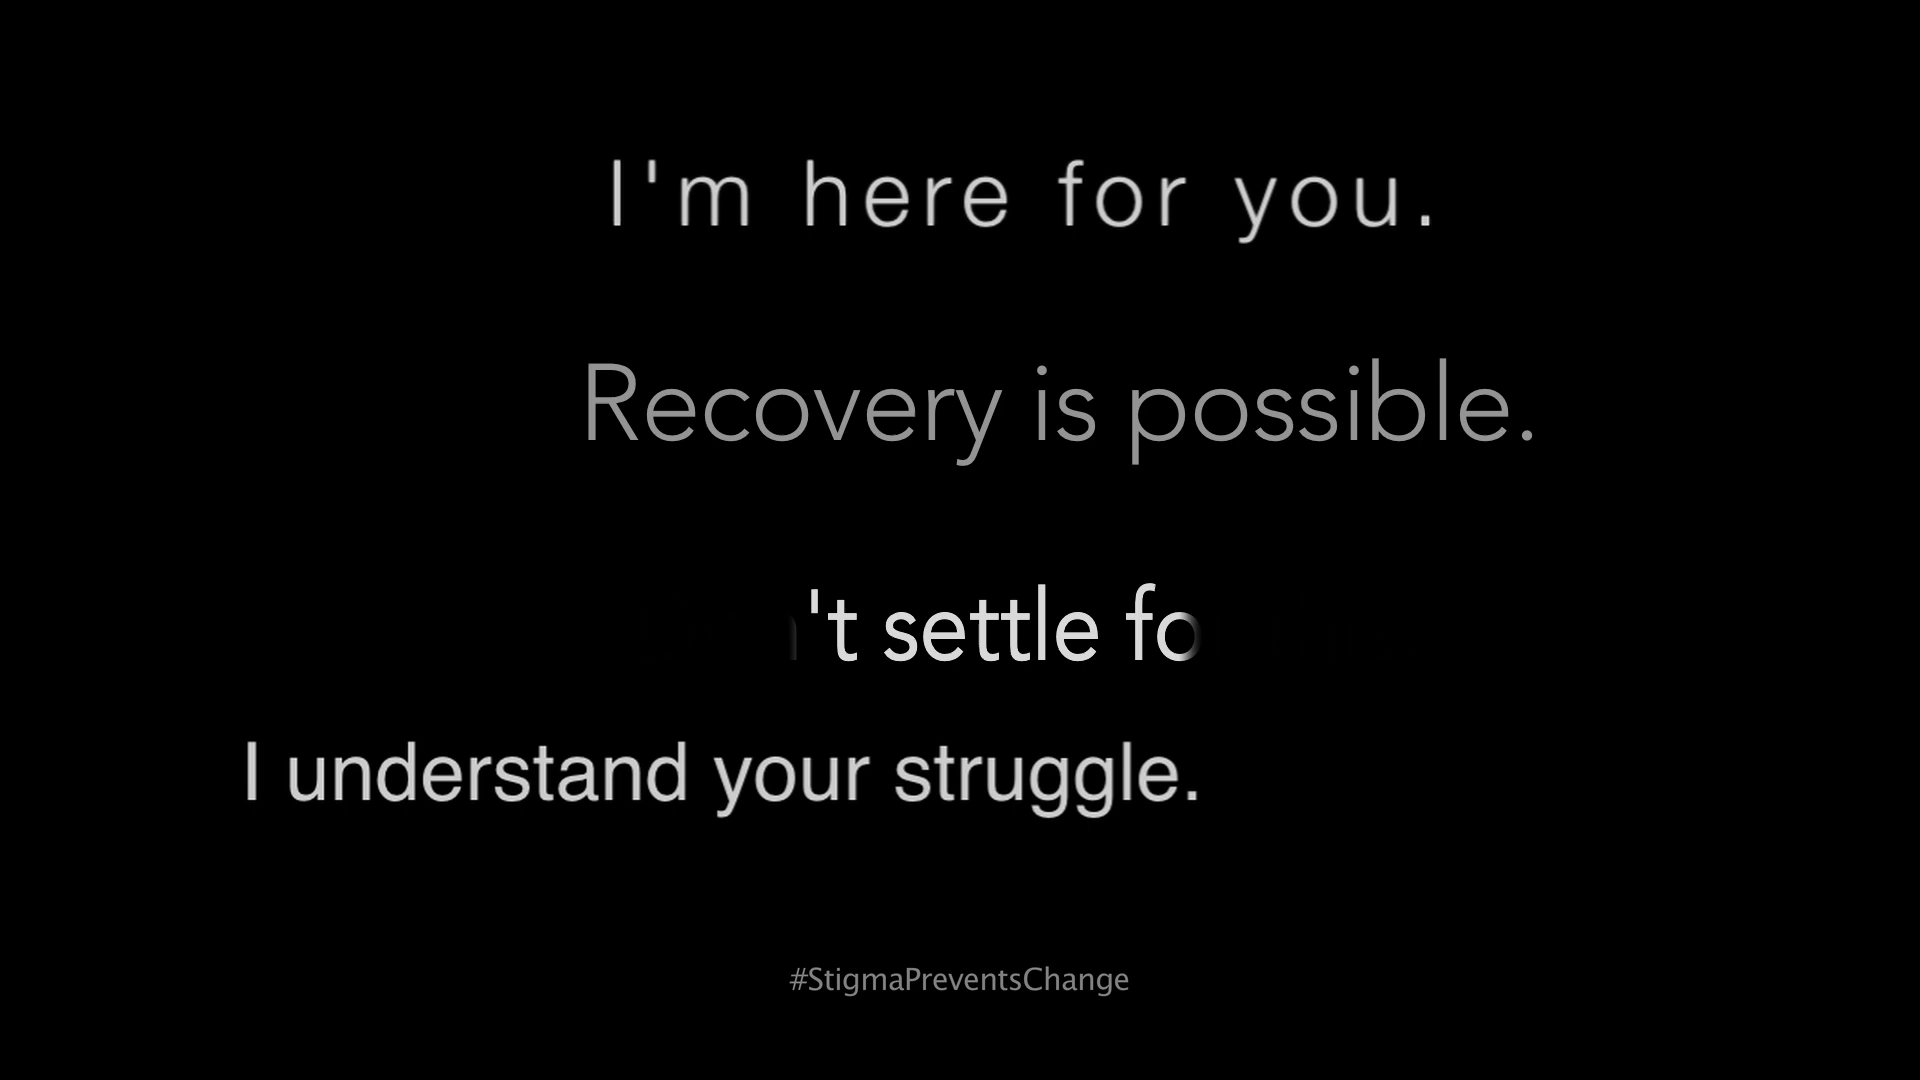 I'm here for you.
Recovery is possible.
't settle fo
I understand your struggle.
#StigmaPreventsChange